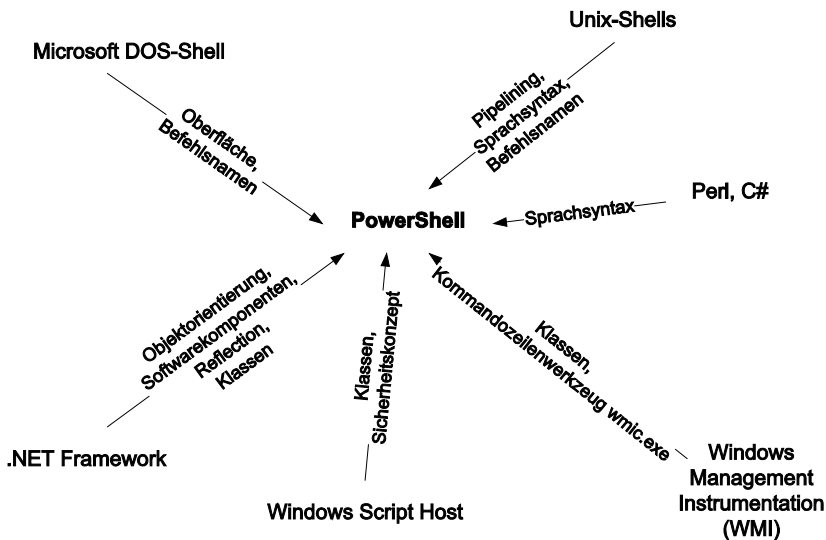 Unix-Shells
Microsoft DOS-Shell
Oberfläche,
Befehlsnamen
Pipelining,
Sprachsyntax,
Befehlsnamen
Perl, C#
Sprachsyntax
PowerShell
Objektorientierung,
Softwarekomponenten,
Reflection,
Klassen
Klassen,
Sicherheitskonzept
Klassen,
Kommandozeilenwerkzeug wmic.exe
.NET Framework
Windows Script Host
Windows
Management
Instrumentation
(WMI)